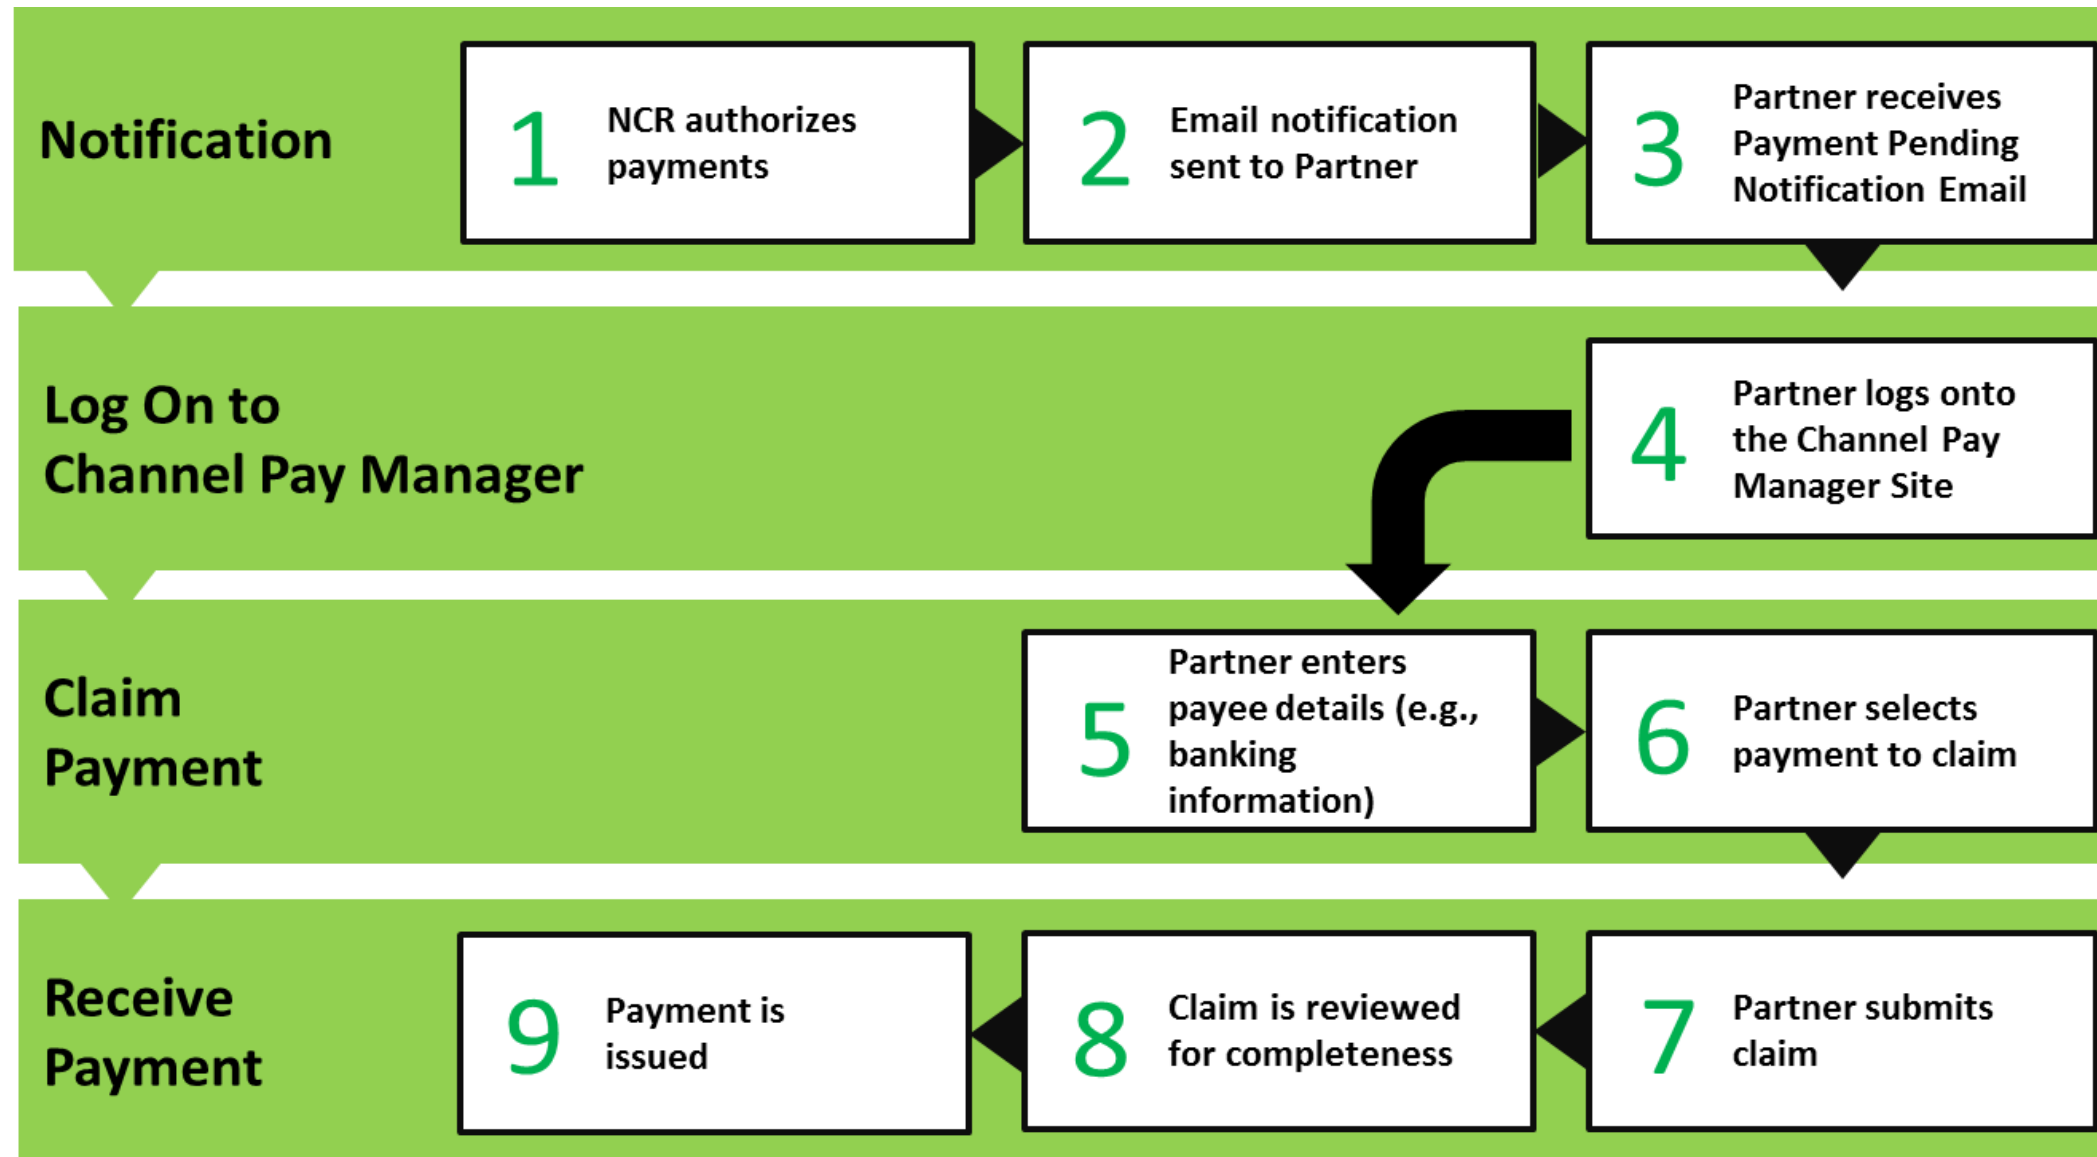 Notification
1
NCR authorizes
payments
2
Email notification
sent to Partner
3
Partner receives
Payment Pending
Notification Email
Log On to
Channel Pay Manager
4
Partner logs onto
the Channel Pay
Manager Site
Claim
Payment
5
Partner enters
payee details (e.g.,
banking
information)
6
Partner selects
payment to claim
Receive
Payment
9
Payment is
issued
8
Claim is reviewed
for completeness
7
Partner submits
claim